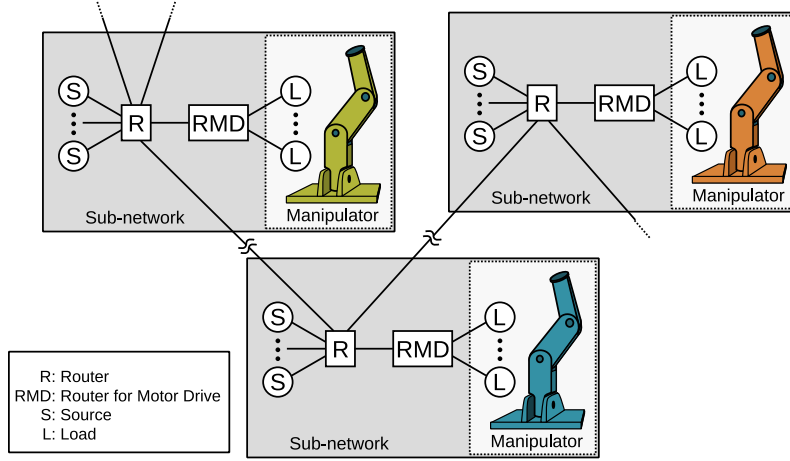 S
R
RMD
L
S
L
Sub-network
Manipulator
S
R
RMD
L
S
L
Sub-network
Manipulator
S
R
RMD
L
S
L
Sub-network
Manipulator
R: Router
RMD: Router for Motor Drive
S: Source
L: Load